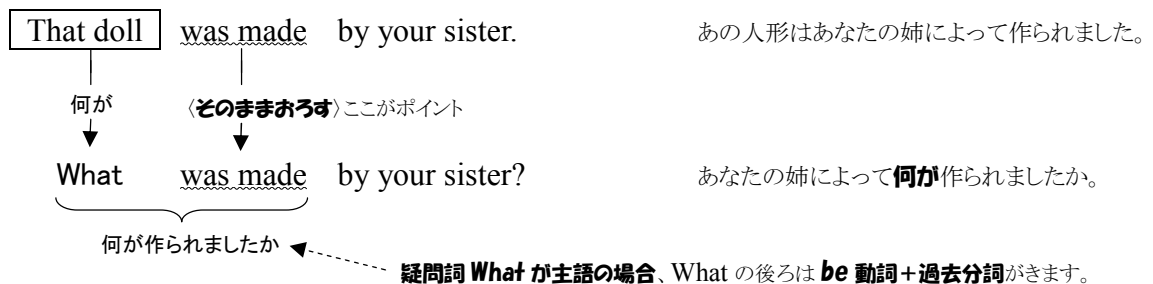 That doll was made by your sister. あの人形はあなたの姉によって作られました。
何が 〈そのままおろす〉ここがポイント
What was made by your sister? あなたの姉によって何が作られましたか。
何が作られましたか
疑問詞 What が主語の場合、What の後ろは be 動詞+過去分詞がきます。